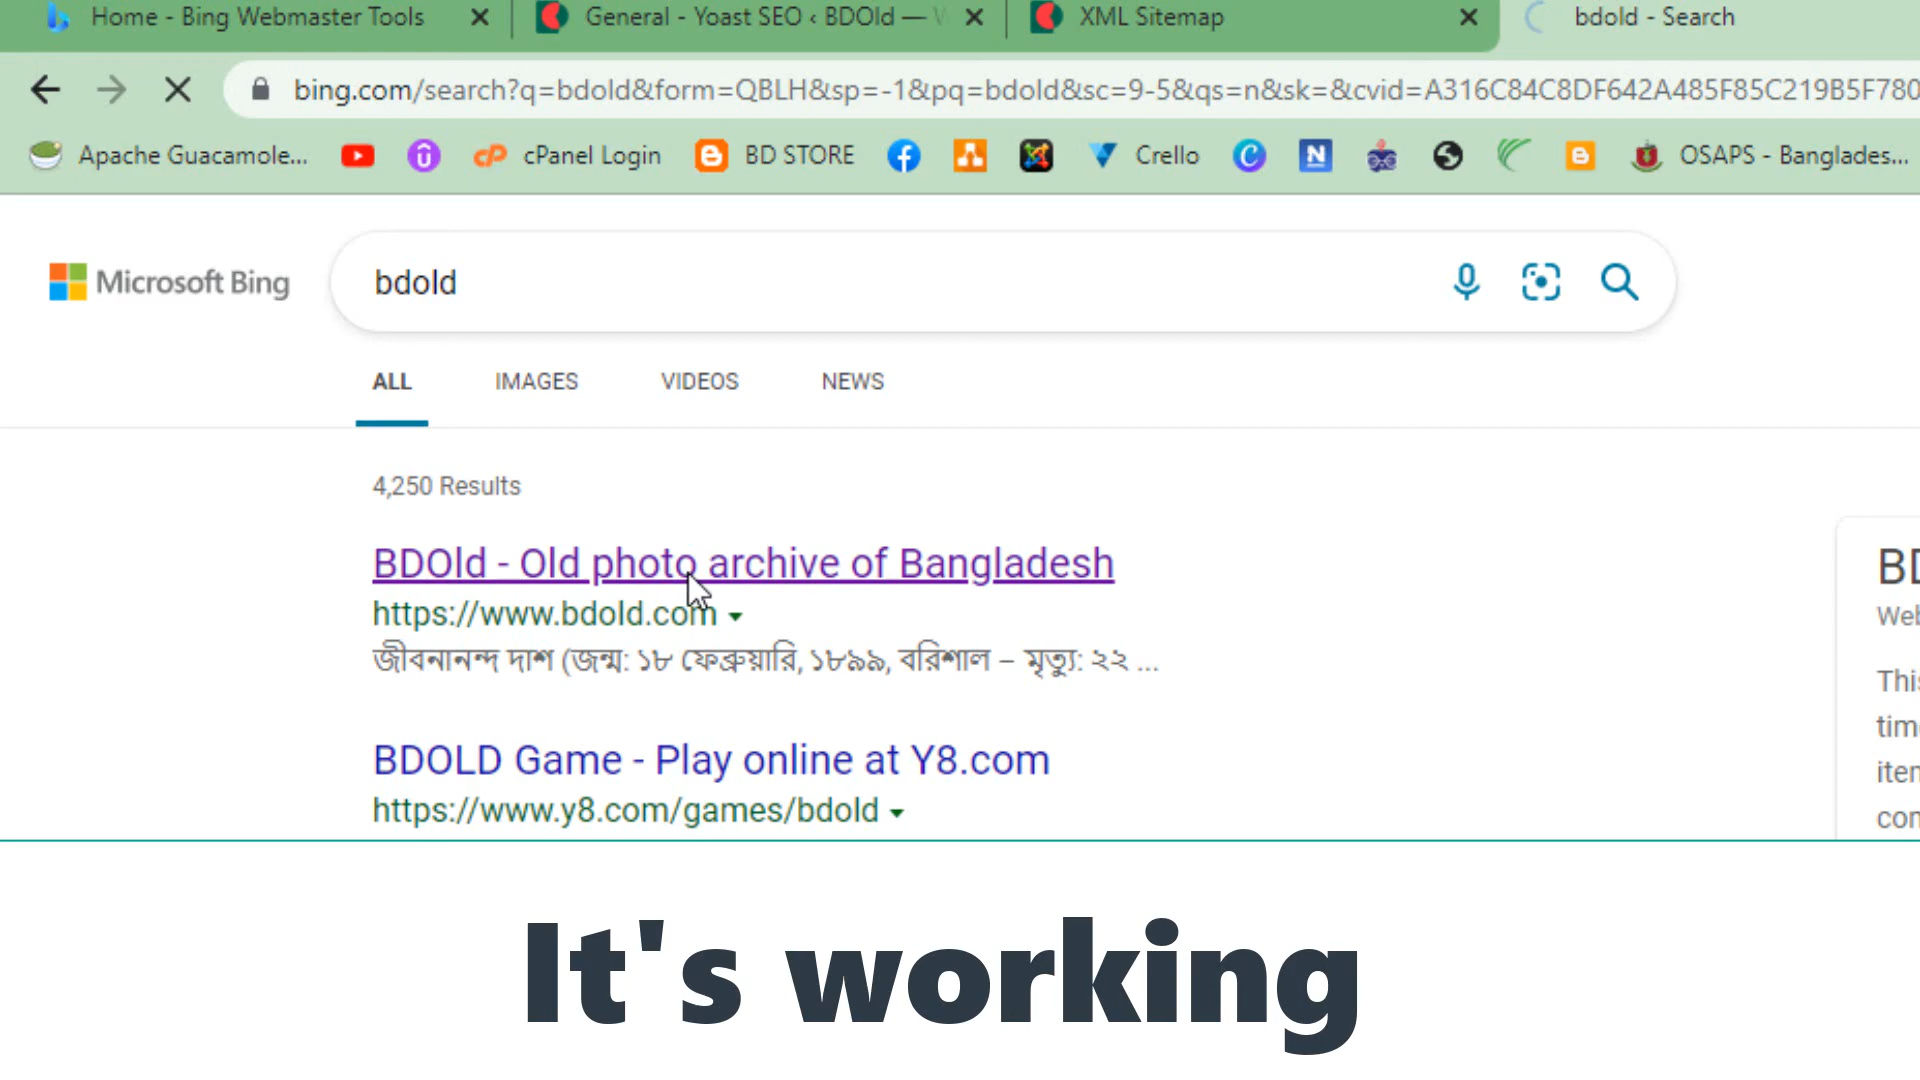 Home - Bing Webmaster Tools
General - Yoast SEO ‹ BDOld —
XML Sitemap
bdold - Search
bing.com/search?q=bdold&form=QBLH&sp=-1&pq=bdold&sc=9-5&qs=n&sk=&cvid=A316C84C8DF642A485F85C219B5F780
Apache Guacamole...
cPanel Login
BD STORE
Crello
N
OSAPS - Banglades...
Microsoft Bing
bdold
ALL IMAGES VIDEOS NEWS
4,250 Results
BDOld - Old photo archive of Bangladesh
https://www.bdold.com
জীবনানন্দ দাশ (জন্ম: ১৮ ফেব্রুয়ারি, ১৮৯৯, বরিশাল – মৃত্যু: ২২ ...
BDOLD Game - Play online at Y8.com
https://www.y8.com/games/bdold
It's working